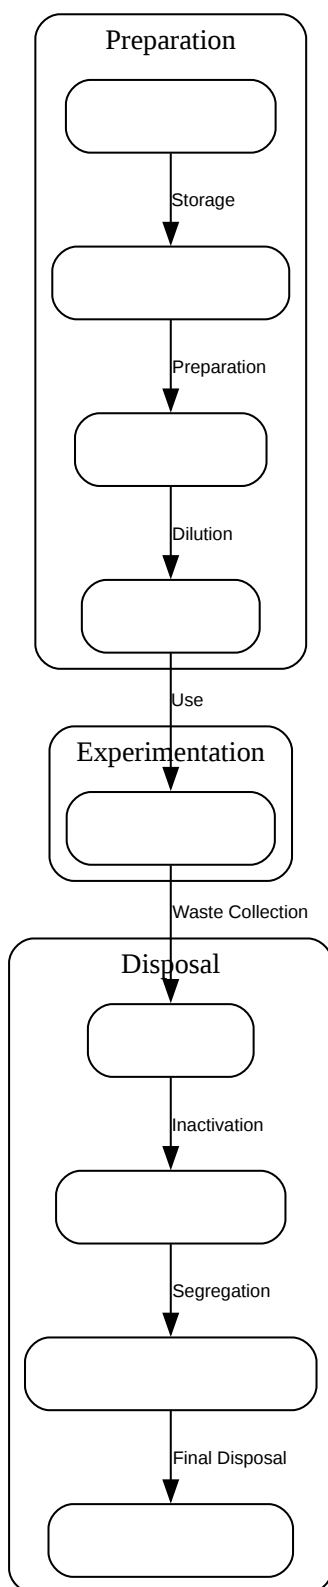 Preparation
Storage
Preparation
Dilution
Use
Experimentation
Waste Collection
Disposal
Inactivation
Segregation
Final Disposal